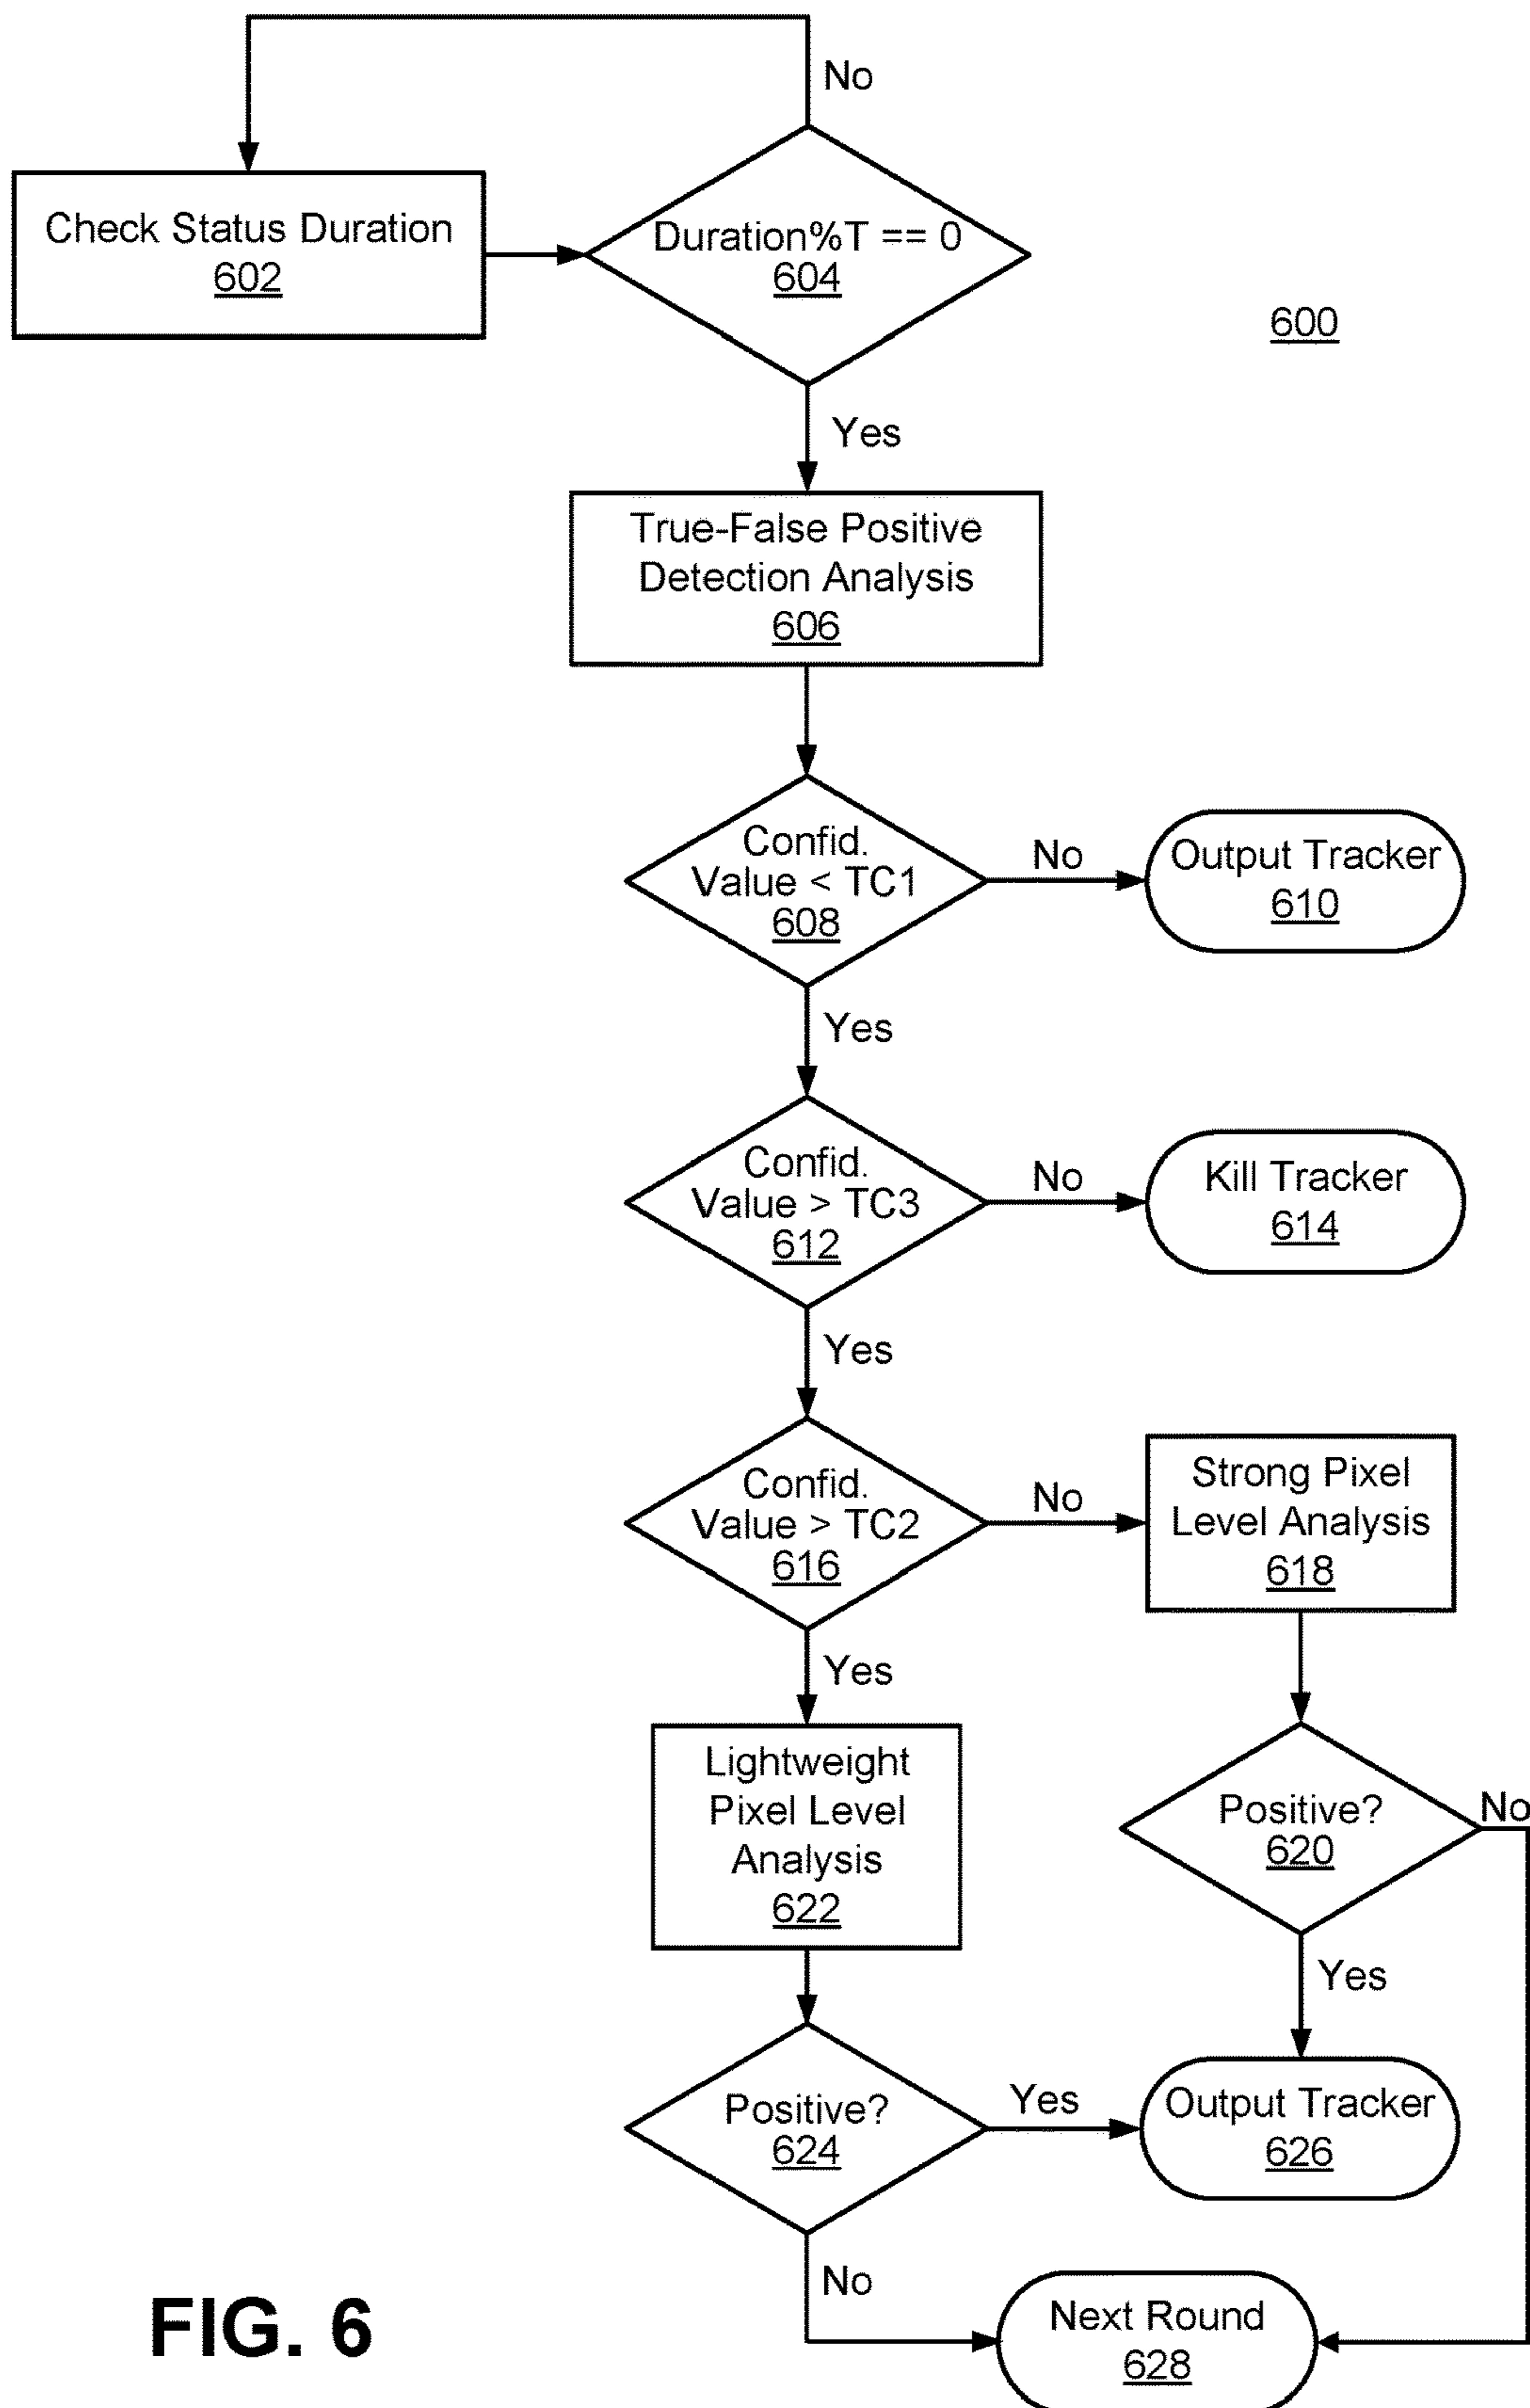 No
Check Status Duration
602
Duration%T == 0
604
600
Yes
True-False Positive
Detection Analysis
606
Confid.
Value < TC1
608
No
Output Tracker
610
Yes
Confid.
Value > TC3
612
No
Kill Tracker
614
Yes
Confid.
Value > TC2
616
No
Strong Pixel
Level Analysis
618
Yes
Lightweight
Pixel Level
Analysis
622
Positive?
620
No
Yes
Positive?
624
Yes
Output Tracker
626
No
Next Round
628
FIG. 6